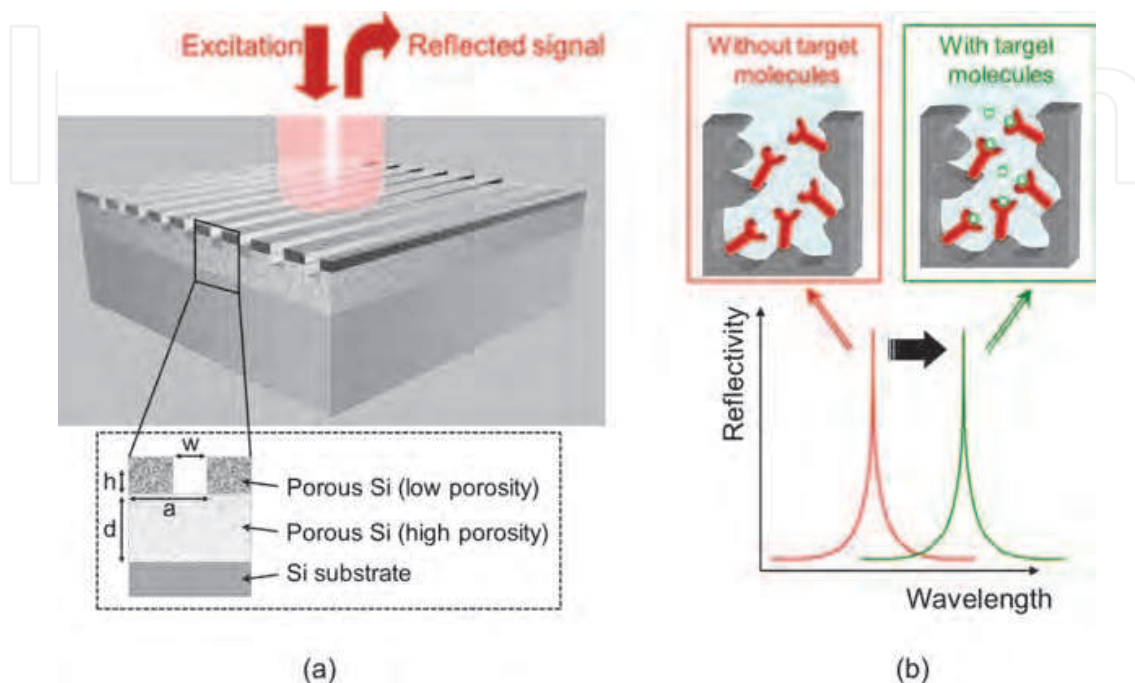 Excitation
Reflected signal
w
h
a
d
Porous Si (low porosity)
Porous Si (high porosity)
Si substrate
(a)
Without target
molecules
With target
molecules
Reflectivity
Wavelength
(b)